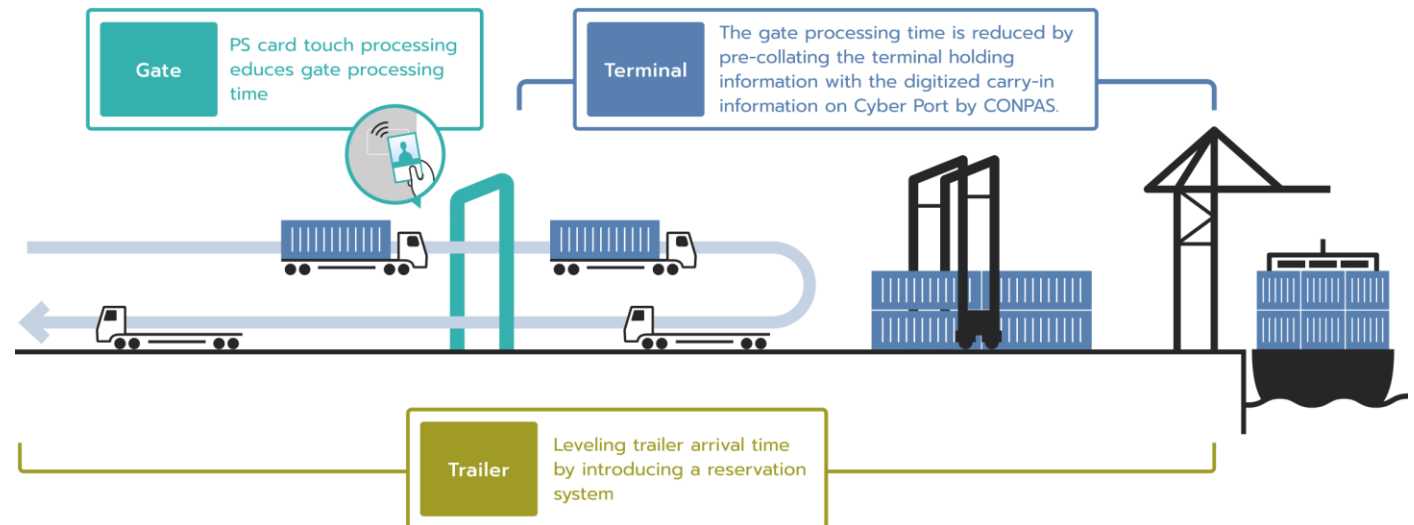 Gate
PS card touch processing
educes gate processing
time
Terminal
The gate processing time is reduced by
pre-collating the terminal holding
information with the digitized carry-in
information on Cyber Port by CONPAS.
Trailer
Leveling trailer arrival time
by introducing a reservation
system